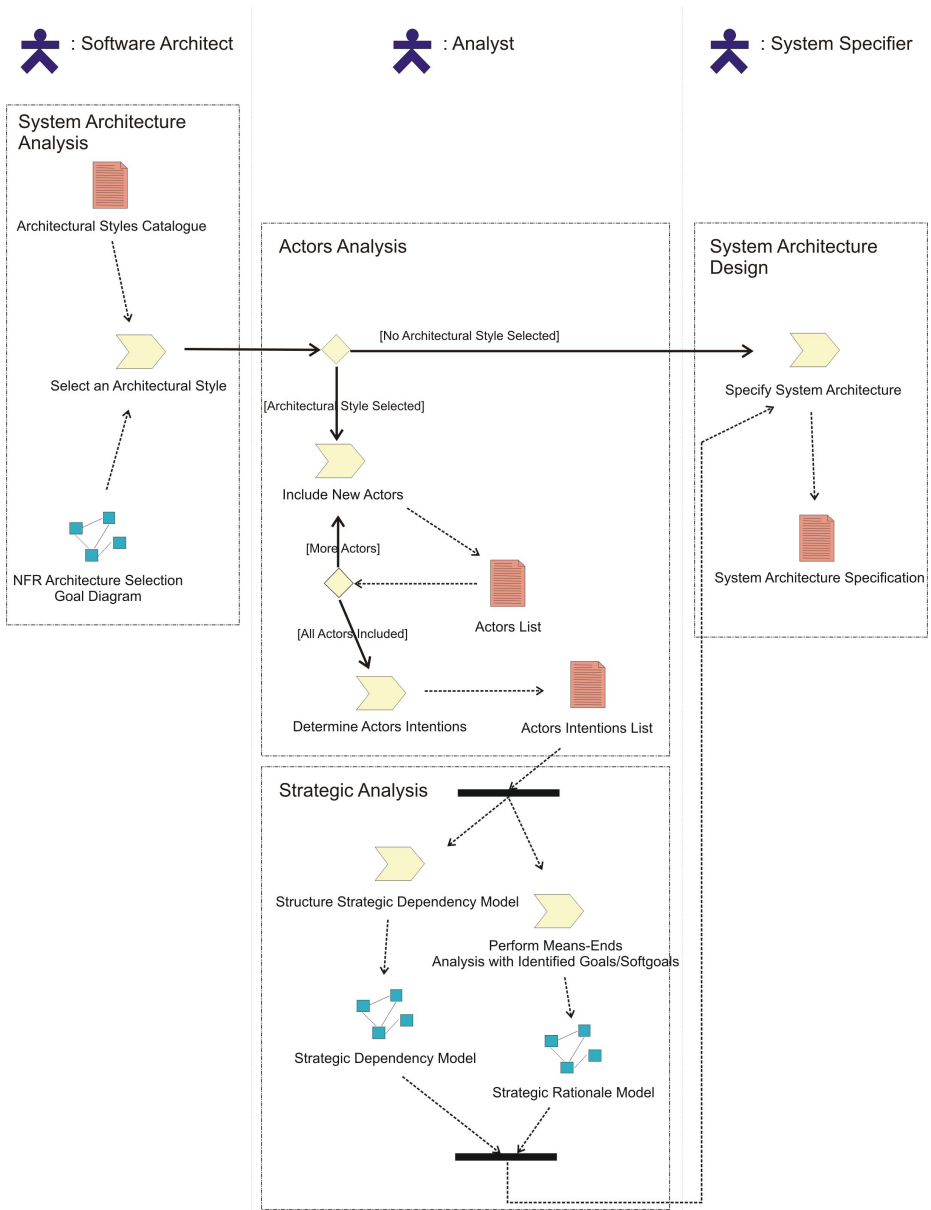 : Software Architect
: Analyst
: System Specifier
System Architecture
Analysis
Architectural Styles Catalogue
Select an Architectural Style
NFR Architecture Selection
Goal Diagram
Actors Analysis
[No Architectural Style Selected]
[Architectural Style Selected]
Include New Actors
[More Actors]
Actors List
[All Actors Included]
Determine Actors Intentions
Actors Intentions List
Strategic Analysis
Structure Strategic Dependency Model
Perform Means-Ends
Analysis with Identified Goals/Softgoals
Strategic Dependency Model
Strategic Rationale Model
System Architecture
Design
Specify System Architecture
System Architecture Specification